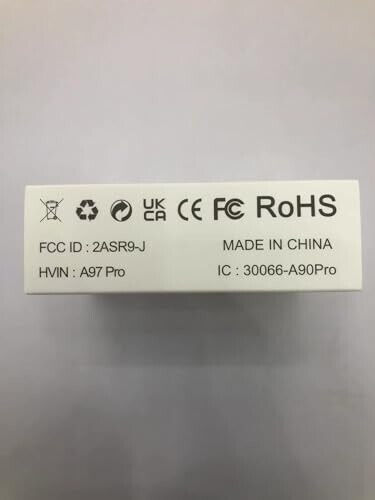 UK CA CE FC RoHS
FCC ID : 2ASR9-J MADE IN CHINA
HVIN : A97 Pro IC : 30066-A90Pro